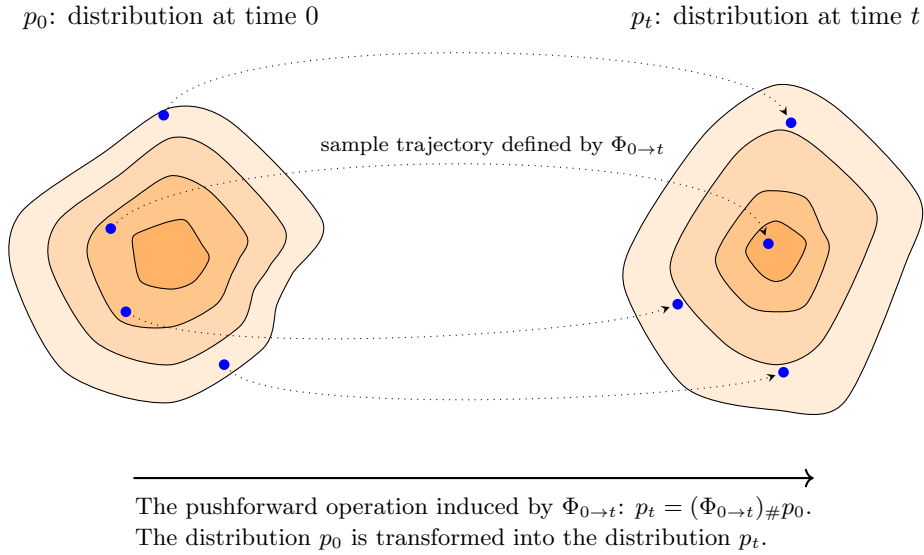 p₀: distribution at time 0
pₜ: distribution at time t
sample trajectory defined by Φ₀→ₜ
The pushforward operation induced by Φ₀→ₜ: pₜ = (Φ₀→ₜ)#p₀.
The distribution p₀ is transformed into the distribution pₜ.